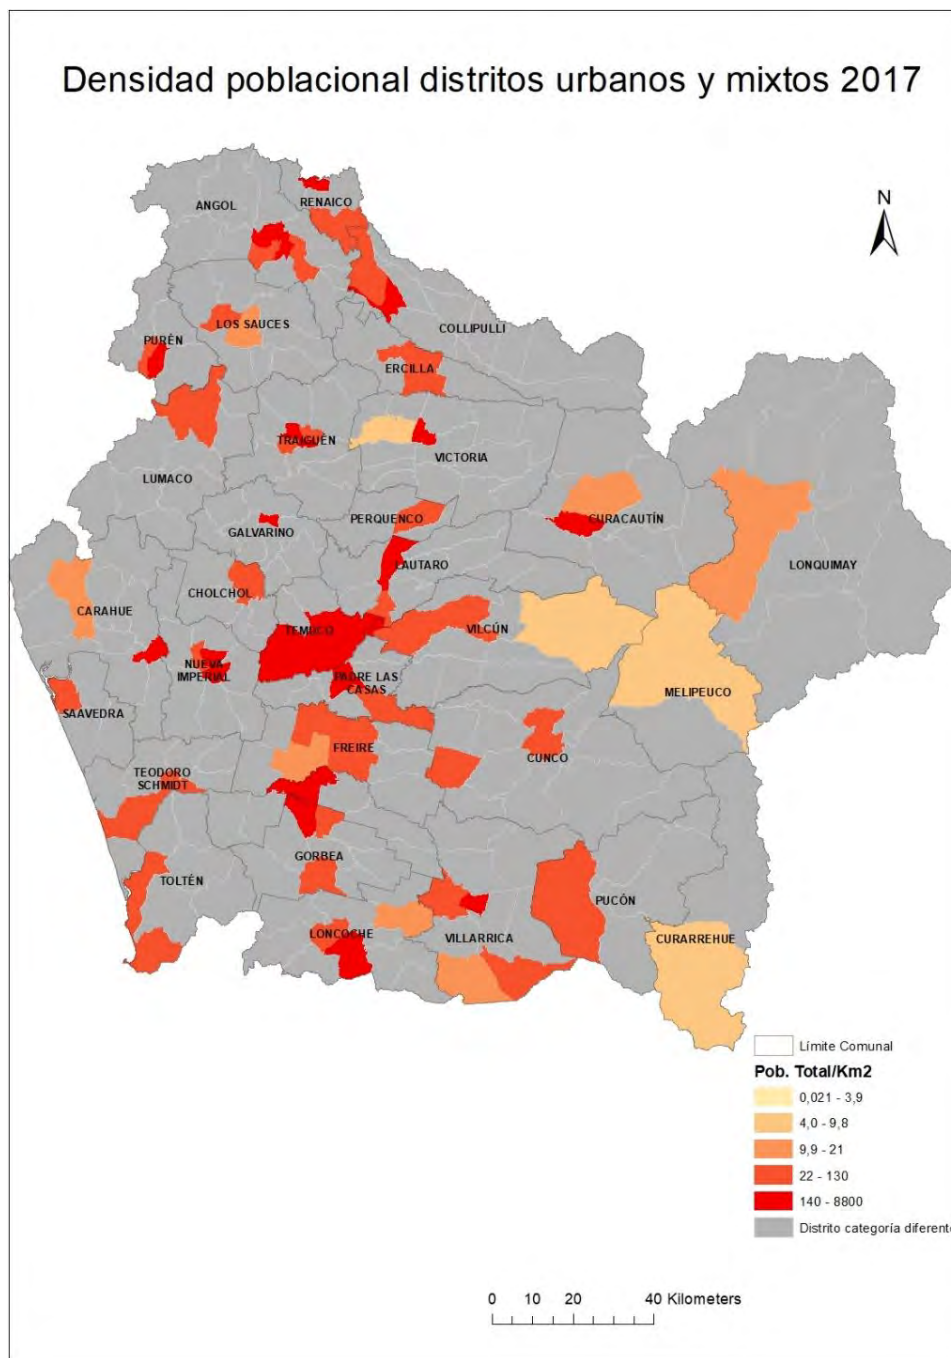 Densidad poblacional distritos urbanos y mixtos 2017
N
ANGOL
RENAICO
COLLIPULLI
LOS SAUCES
PURÉN
ERCILLA
TRAIGUÉN
VICTORIA
LUMACO
PERQUENCO
CURACAUTÍN
GALVARINO
LAUTARO
LONQUIMAY
CHOLCHOL
CARAHUE
TEMUCO
VILCÚN
NUEVA
IMPERIAL
PADRE LAS
CASAS
MELIPEUCO
SAAVEDRA
FREIRE
CUNCO
TEODORO
SCHMIDT
GORBEA
TOLTÉN
PUCÓN
LONCOCHE
VILLARRICA
CURARREHUE
Límite Comunal
Pob. Total/Km2
0,021 - 3,9
4,0 - 9,8
9,9 - 21
22 - 130
140 - 8800
Distrito categoría diferent
0 10 20 40 Kilometers